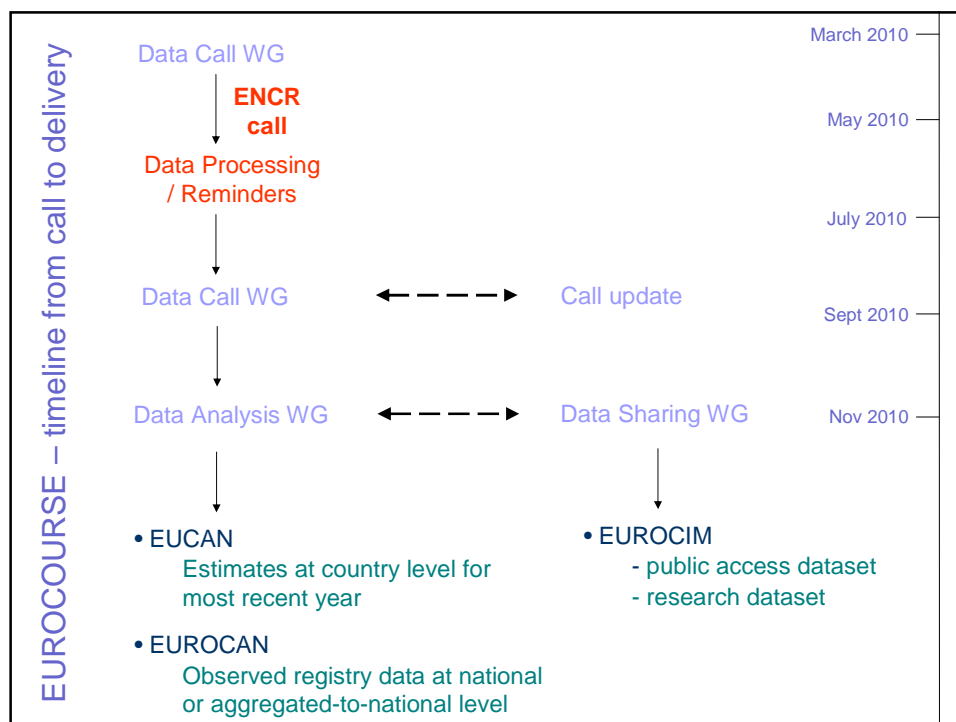 EUROCOURSE – timeline from call to delivery
Data Call WG
ENCR
call
Data Processing
/ Reminders
Data Call WG
Call update
Data Analysis WG
Data Sharing WG
• EUCAN
Estimates at country level for
most recent year
• EUROCAN
Observed registry data at national
or aggregated-to-national level
• EUROCIM
- public access dataset
- research dataset
March 2010
May 2010
July 2010
Sept 2010
Nov 2010